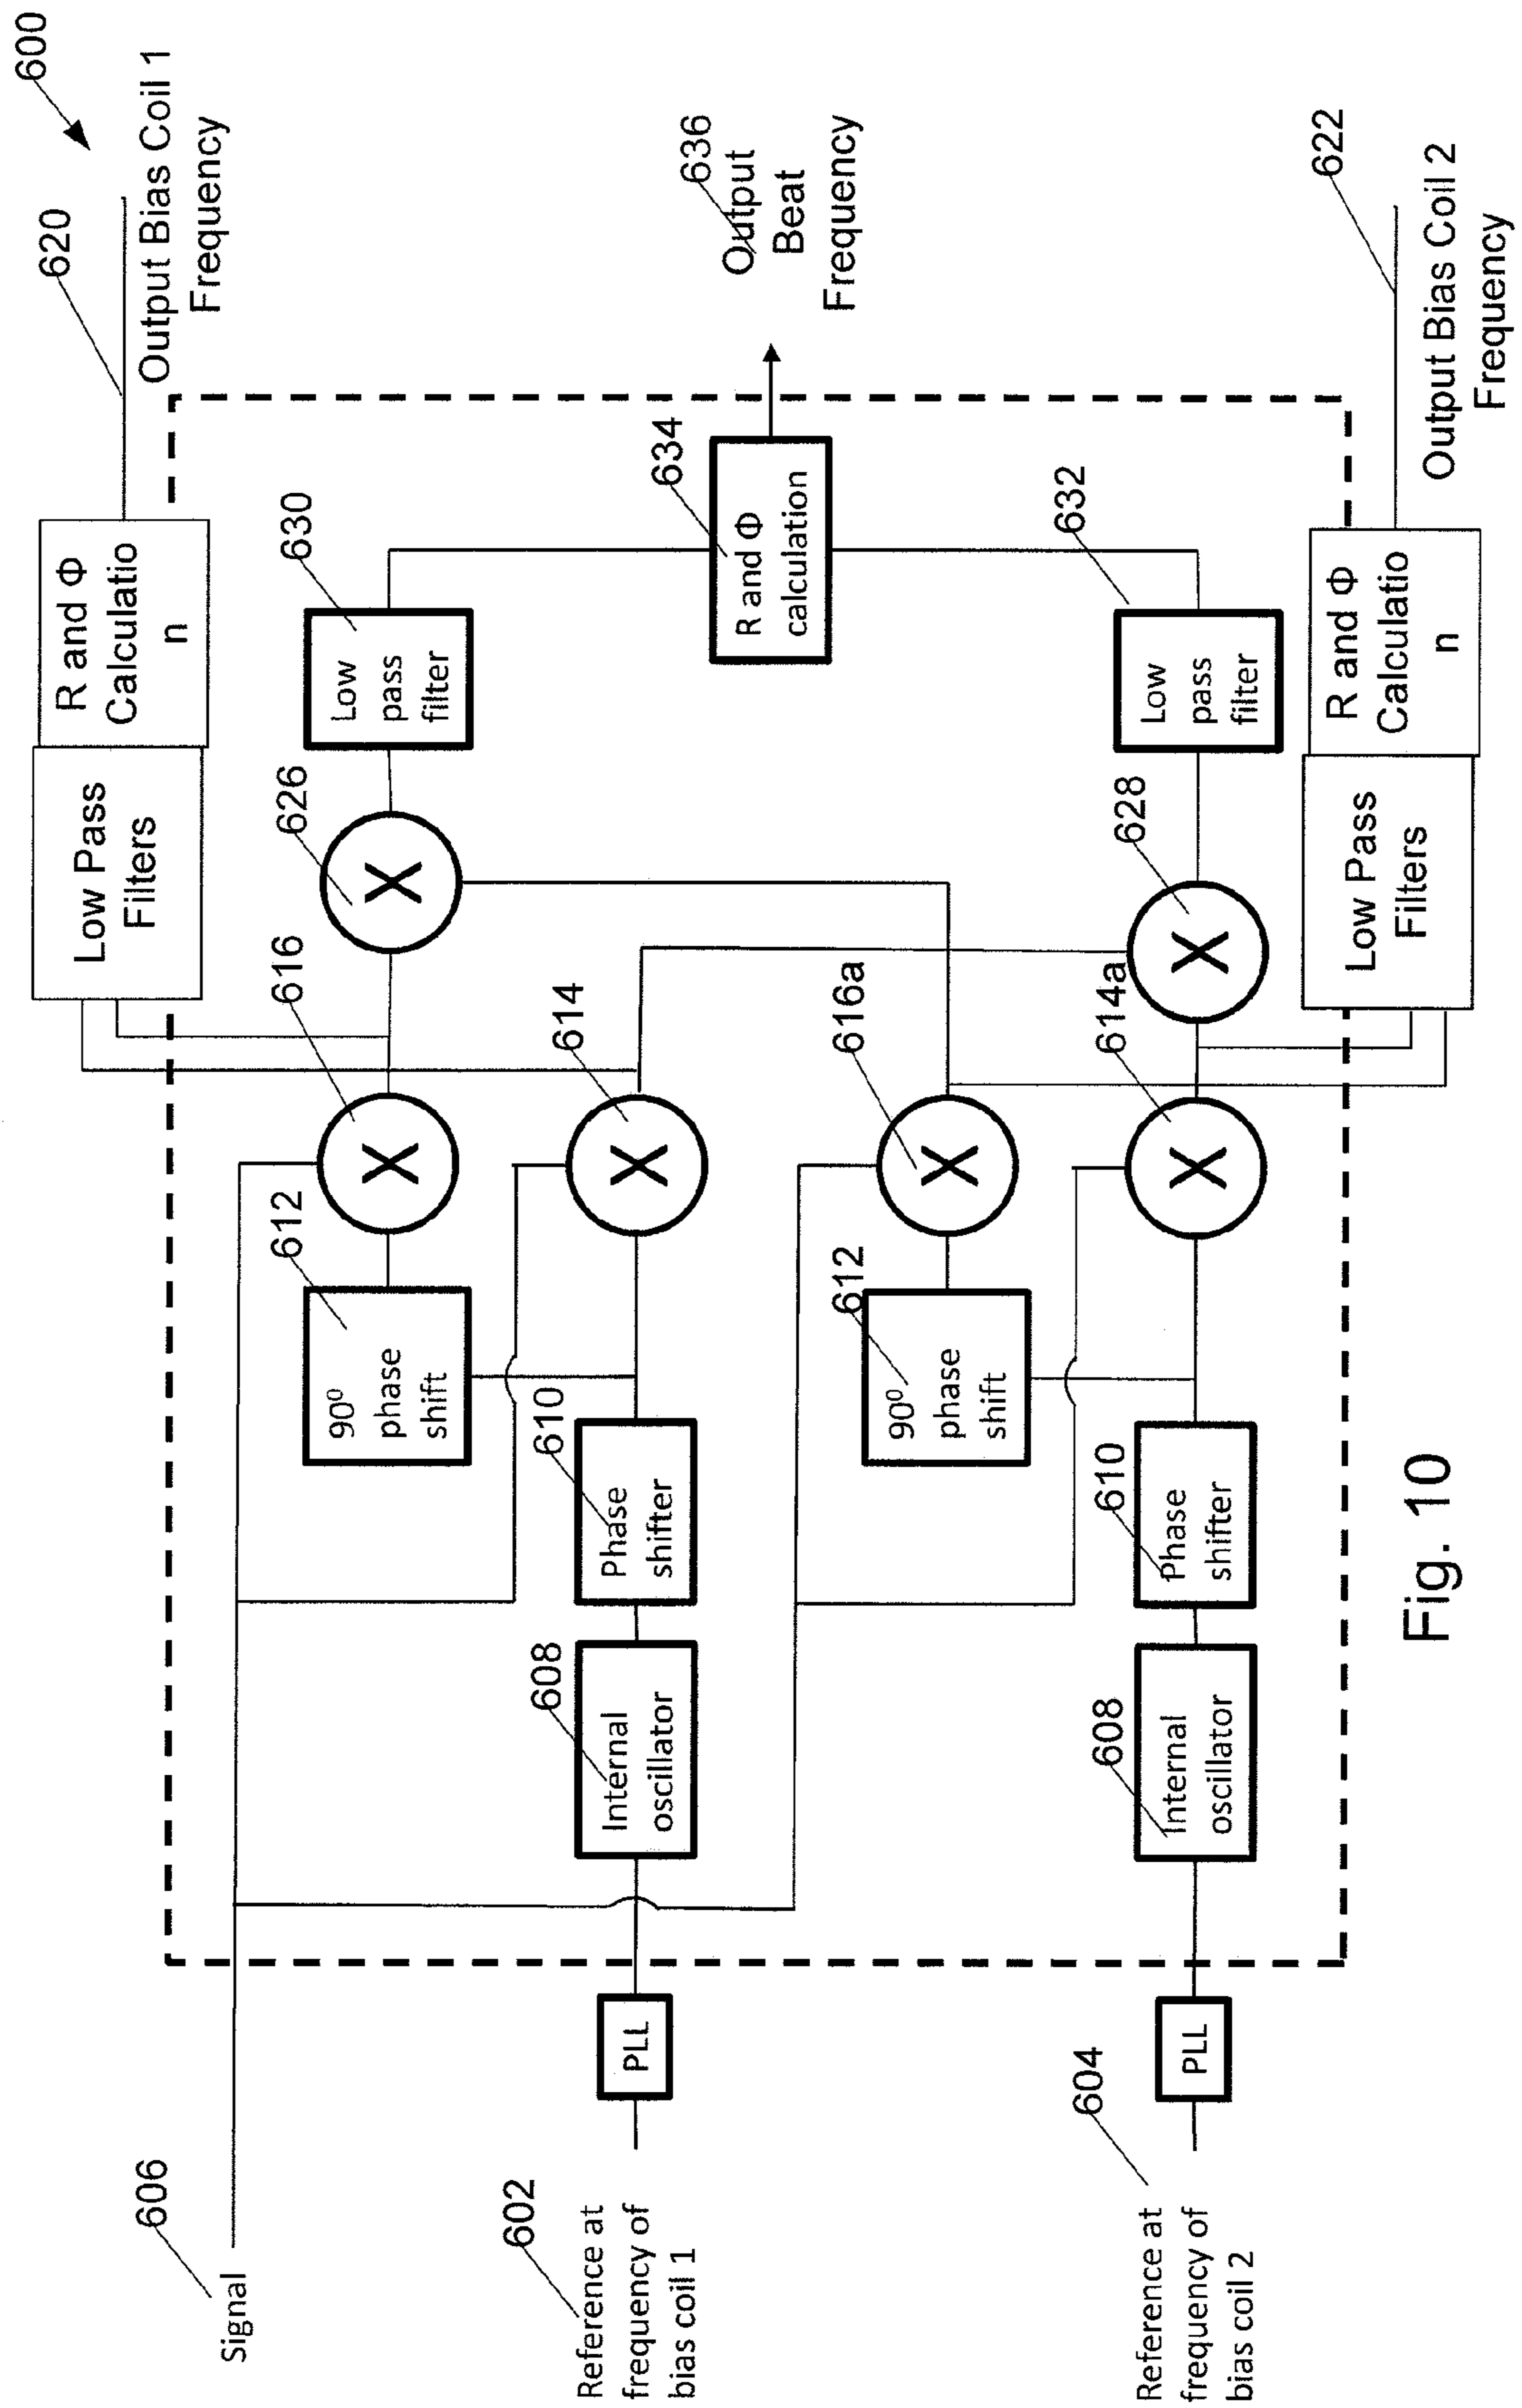 600
620
Output Bias Coil 1
Frequency
R and Φ
Calculatio
n
Low Pass
Filters
606
Signal
612
90⁰
phase
shift
616
X
626
X
630
Low
pass
filter
602
Reference at
frequency of
bias coil 1
PLL
608
Internal
oscillator
610
Phase
shifter
614
X
634
R and Φ
calculation
636
Output
Beat
Frequency
612
90⁰
phase
shift
616a
X
604
Reference at
frequency of
bias coil 2
PLL
608
Internal
oscillator
610
Phase
shifter
614a
X
628
X
632
Low
pass
filter
Low Pass
Filters
R and Φ
Calculatio
n
622
Output Bias Coil 2
Frequency
Fig. 10